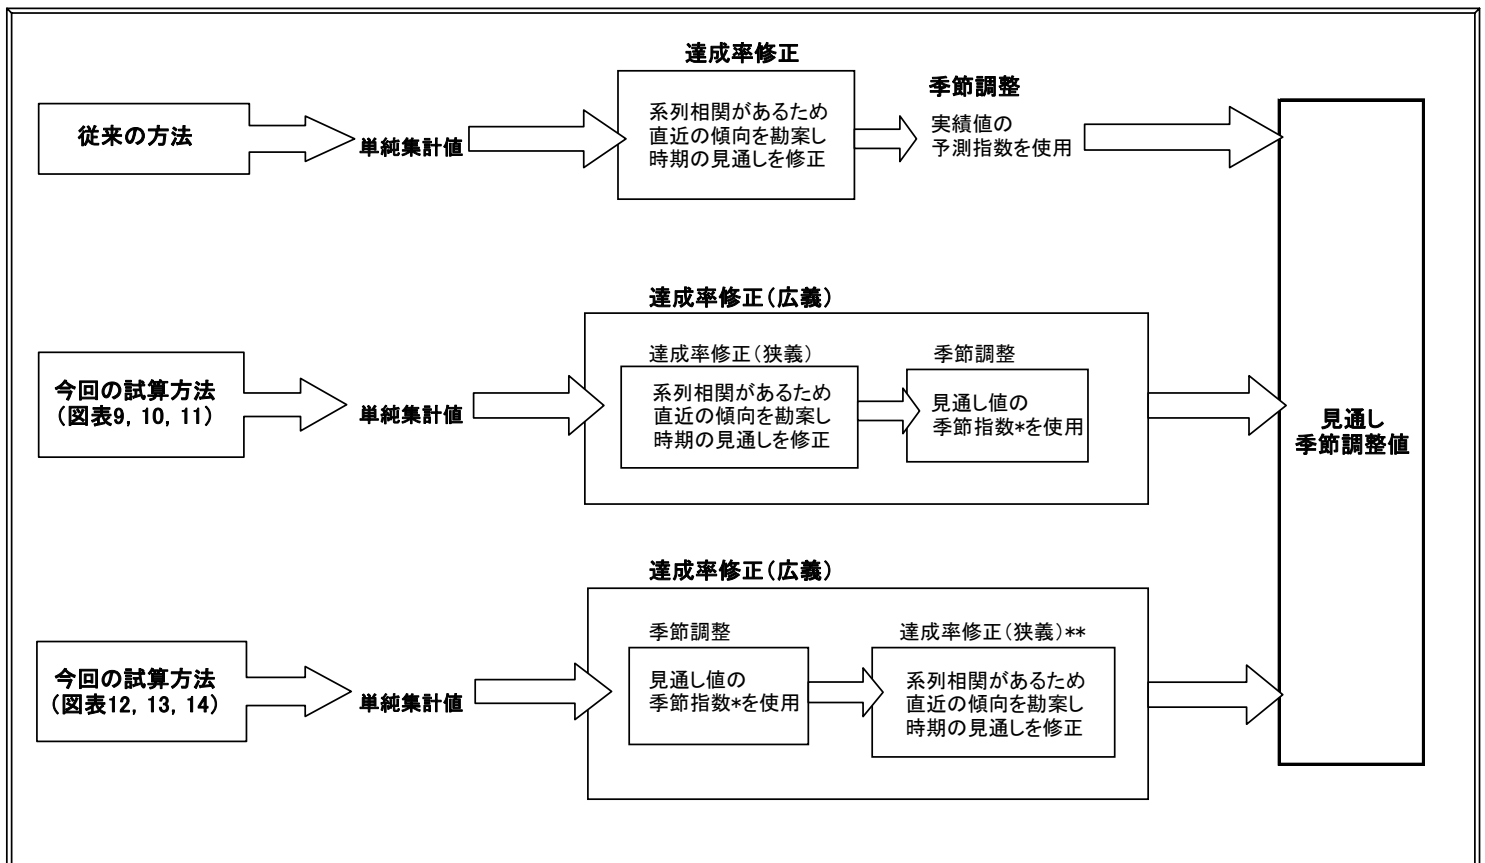 達成率修正
従来の方法
単純集計値
系列相関があるため
直近の傾向を勘案し
時期の見通しを修正
季節調整
実績値の
予測指数を使用
達成率修正(広義)
今回の試算方法
(図表9, 10, 11)
単純集計値
達成率修正(狭義)
系列相関があるため
直近の傾向を勘案し
時期の見通しを修正
季節調整
見通し値の
季節指数*を使用
見通し
季節調整値
達成率修正(広義)
今回の試算方法
(図表12, 13, 14)
単純集計値
季節調整
見通し値の
季節指数*を使用
達成率修正(狭義)**
系列相関があるため
直近の傾向を勘案し
時期の見通しを修正